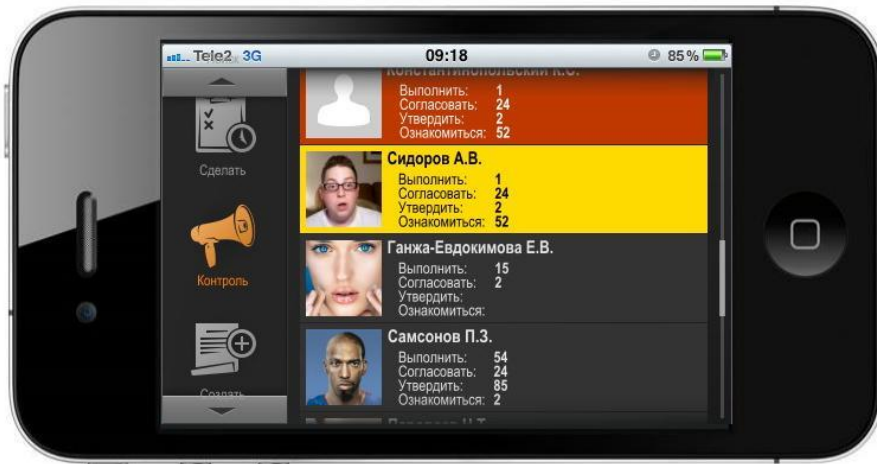 Tele2 3G 09:18 85%
Сделать
Контроль
Создать
Константинопольский К.С.
Выполнить: 1
Согласовать: 24
Утвердить: 2
Ознакомиться: 52
Сидоров А.В.
Выполнить: 1
Согласовать: 24
Утвердить: 2
Ознакомиться: 52
Ганжа-Евдокимова Е.В.
Выполнить: 15
Согласовать: 2
Утвердить:
Ознакомиться:
Самсонов П.З.
Выполнить: 54
Согласовать: 24
Утвердить: 85
Ознакомиться: 2